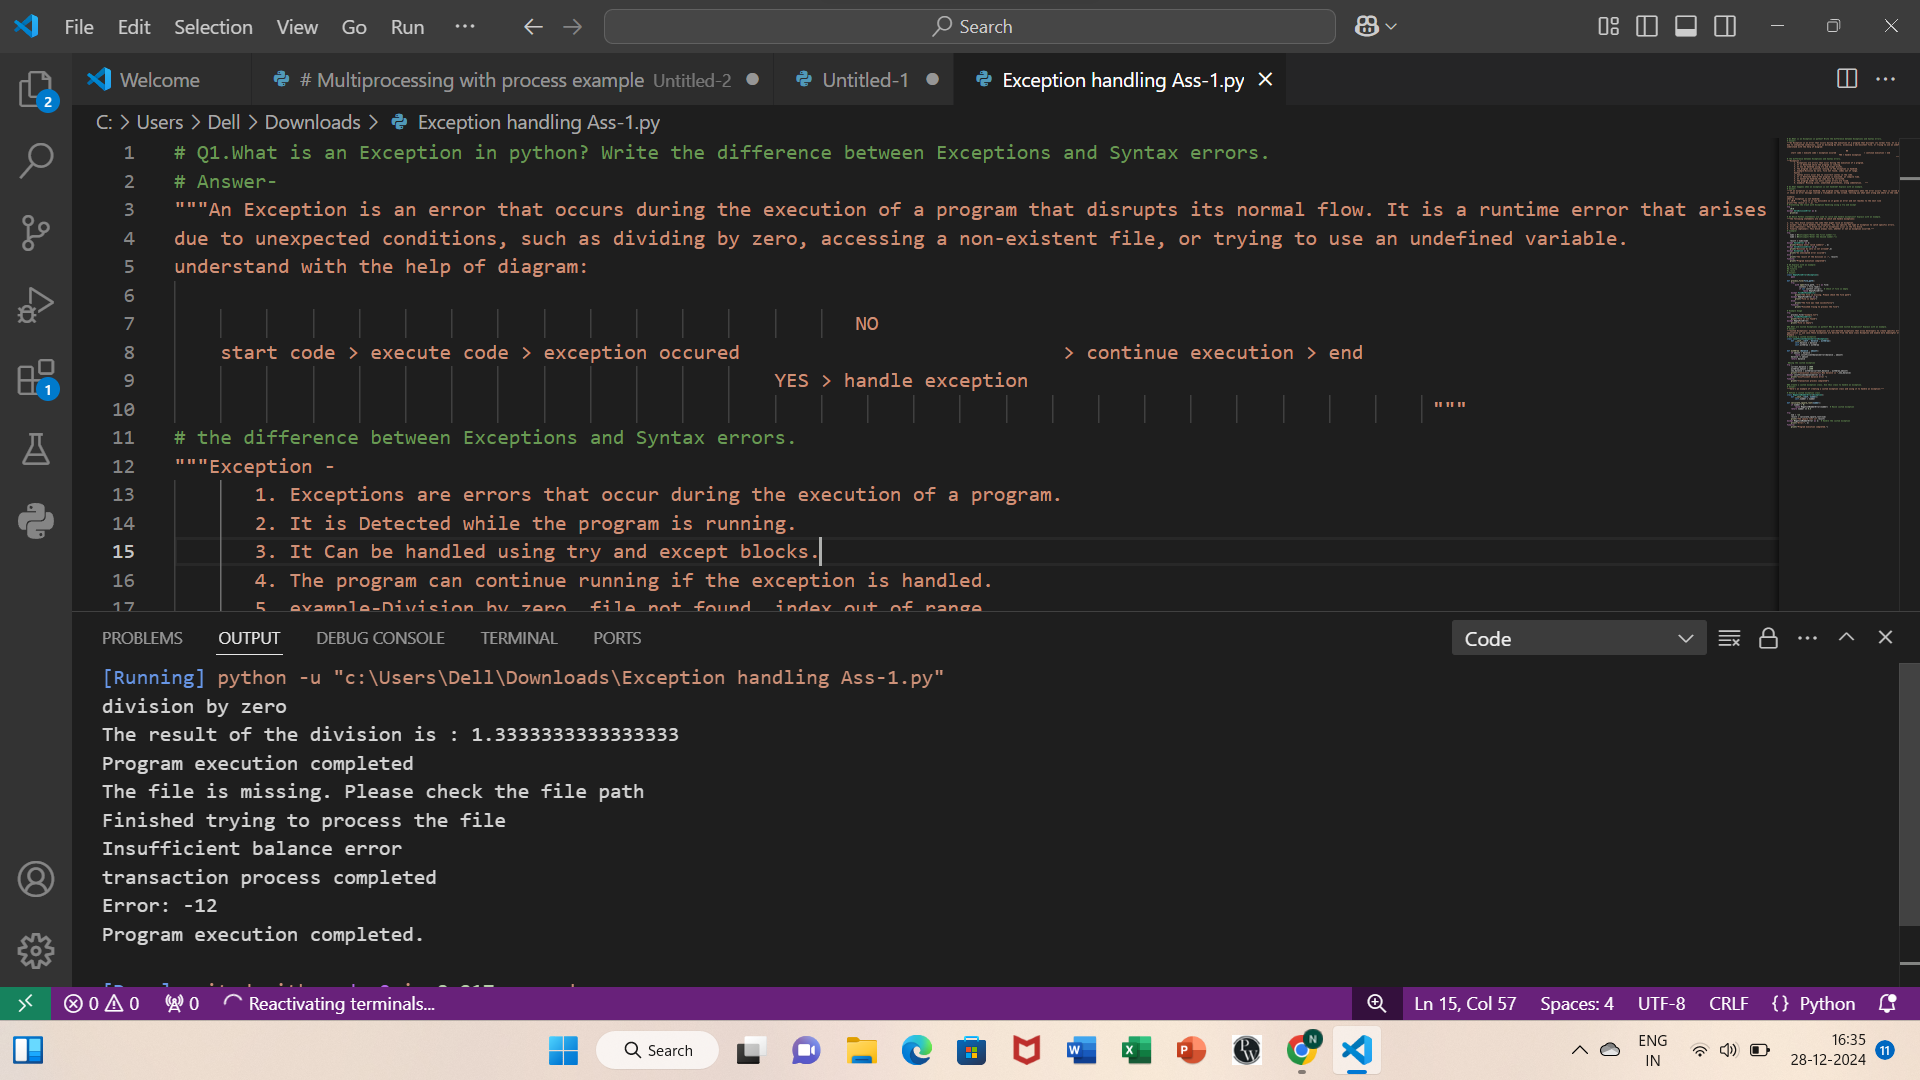 File Edit Selection View Go Run ... Search
Welcome # Multiprocessing with process example Untitled-2 Untitled-1 Exception handling Ass-1.py
C: > Users > Dell > Downloads > Exception handling Ass-1.py
1 # Q1.What is an Exception in python? Write the difference between Exceptions and Syntax errors.
2 # Answer-
3 """An Exception is an error that occurs during the execution of a program that disrupts its normal flow. It is a runtime error that arises
4 due to unexpected conditions, such as dividing by zero, accessing a non-existent file, or trying to use an undefined variable.
5 understand with the help of diagram:
6
7 NO
8 start code > execute code > exception occured > continue execution > end
9 YES > handle exception
10 """
11 # the difference between Exceptions and Syntax errors.
12 """Exception -
13 1. Exceptions are errors that occur during the execution of a program.
14 2. It is Detected while the program is running.
15 3. It Can be handled using try and except blocks.
16 4. The program can continue running if the exception is handled.
17 5. example-Division by zero, file not found, index out of range
2
1
PROBLEMS OUTPUT DEBUG CONSOLE TERMINAL PORTS Code
[Running] python -u "c:\Users\Dell\Downloads\Exception handling Ass-1.py"
division by zero
The result of the division is : 1.3333333333333333
Program execution completed
The file is missing. Please check the file path
Finished trying to process the file
Insufficient balance error
transaction process completed
Error: -12
Program execution completed.
0 0 0 Reactivating terminals... Ln 15, Col 57 Spaces: 4 UTF-8 CRLF {} Python
Search N ENG 16:35
IN 28-12-2024 11